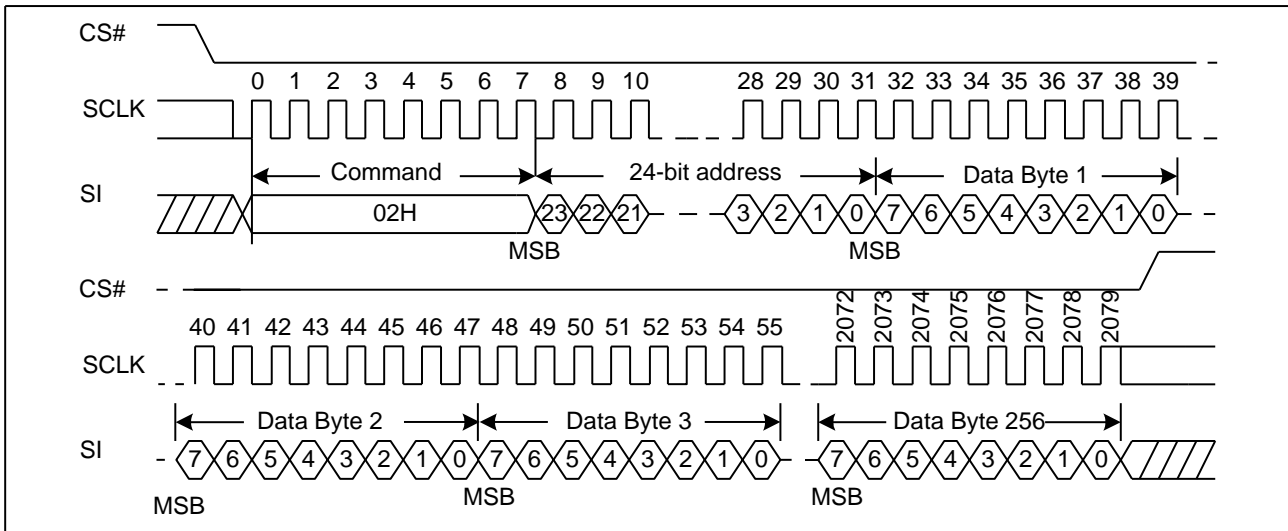 CS#
0 1 2 3 4 5 6 7 8 9 10 28 29 30 31 32 33 34 35 36 37 38 39
SCLK
Command 24-bit address Data Byte 1
SI
02H 23 22 21 3 2 1 0 7 6 5 4 3 2 1 0
MSB MSB
CS#
40 41 42 43 44 45 46 47 48 49 50 51 52 53 54 55 2072 2073 2074 2075 2076 2077 2078 2079
SCLK
Data Byte 2 Data Byte 3 Data Byte 256
SI
7 6 5 4 3 2 1 0 7 6 5 4 3 2 1 0 7 6 5 4 3 2 1 0
MSB MSB MSB